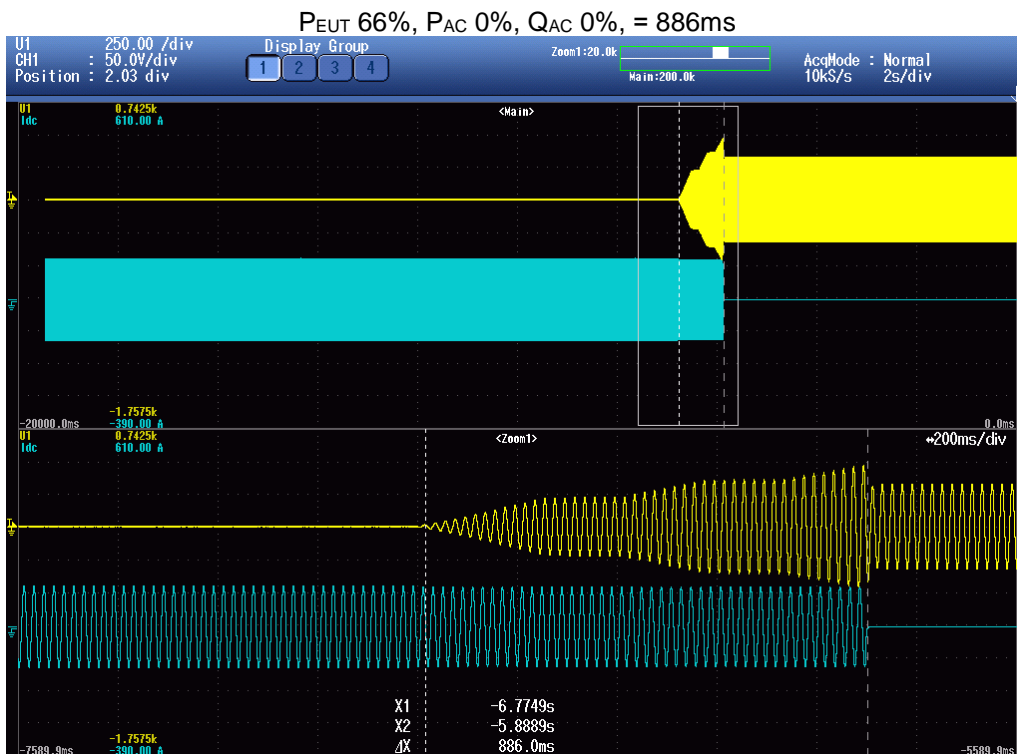 PEUT 66%, PAC 0%, QAC 0%, = 886ms
U1 250.00 /div
CH1 : 50.0V/div
Position : 2.03 div
Display Group
1 2 3 4
Zoom1:20.0k
Main:200.0k
AcqMode : Normal
10kS/s 2s/div
U1 0.7425k
Idc 610.00 A
<Main>
-1.7575k
-20000.0ms -390.00 A 0.0ms
U1 0.7425k
Idc 610.00 A
<Zoom1>
⇔200ms/div
X1 -6.7749s
X2 -5.8889s
ΔX 886.0ms
-1.7575k
-7589.9ms -390.00 A -5589.9ms